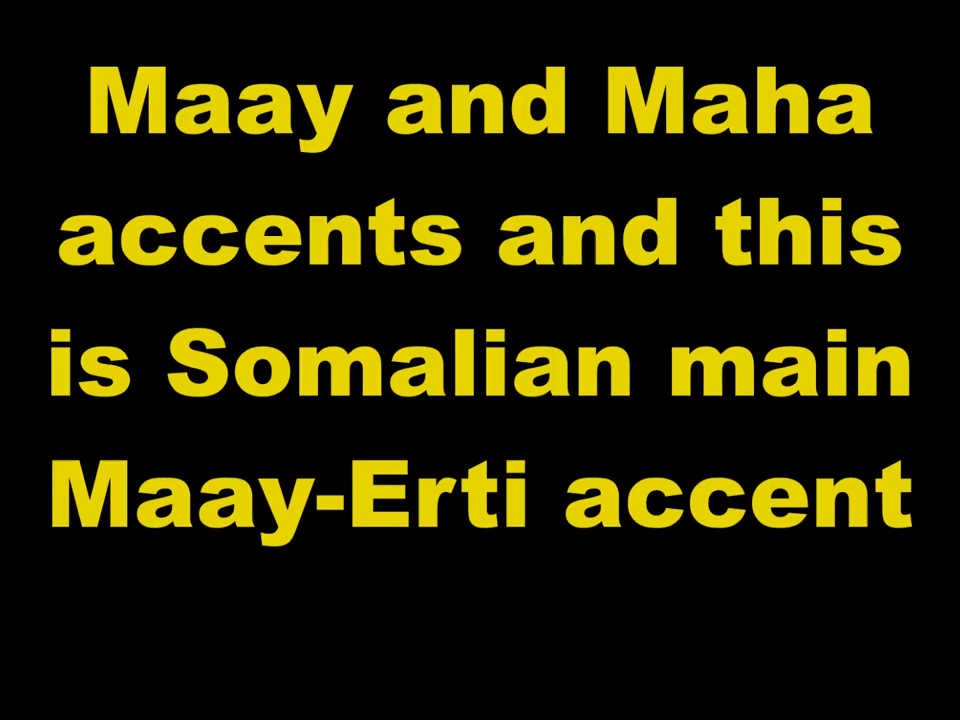 Maay and Maha
accents and this
is Somalian main
Maay-Erti accent